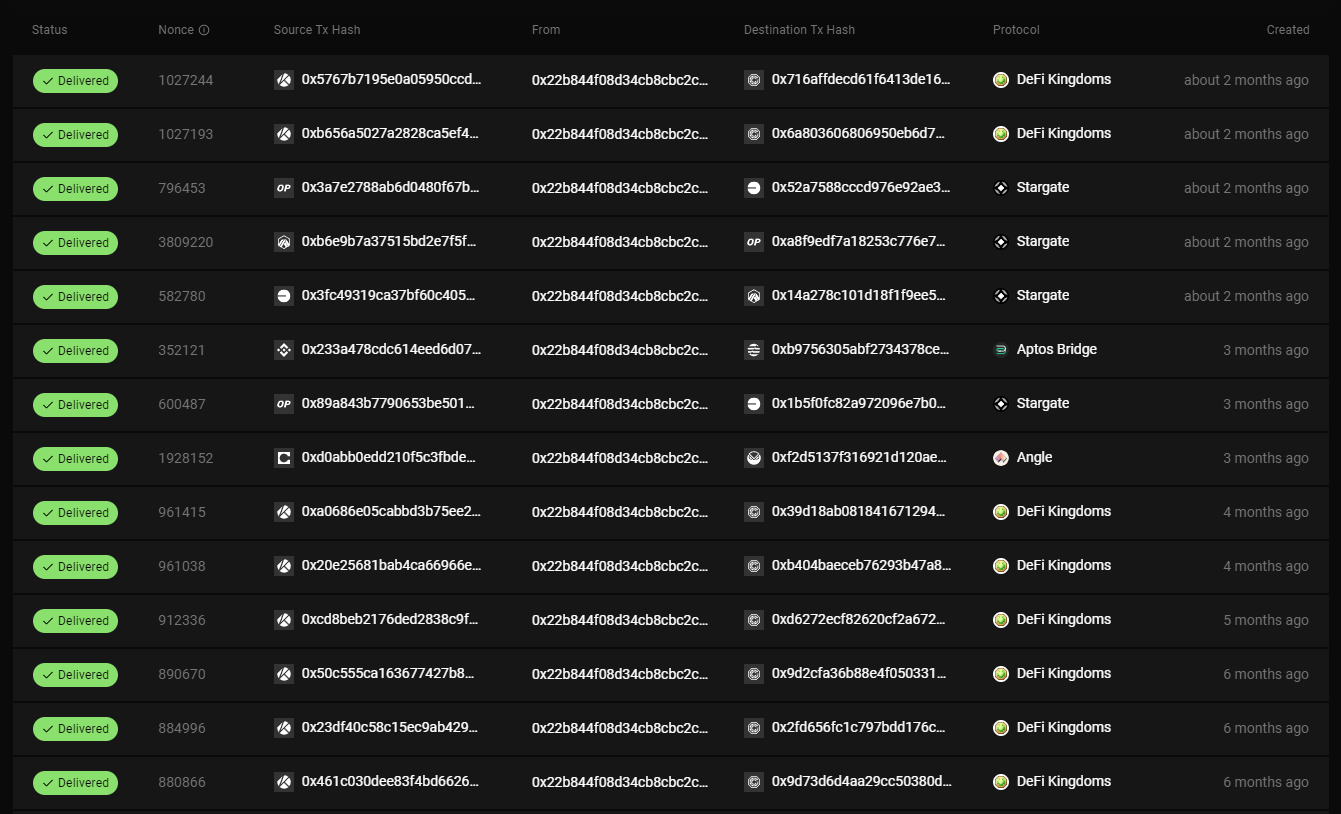 Status Nonce Source Tx Hash From Destination Tx Hash Protocol Created
Delivered 1027244 0x5767b7195e0a05950ccd... 0x22b844f08d34cb8cbc2c... 0x716affdecd61f6413de16... DeFi Kingdoms about 2 months ago
Delivered 1027193 0xb656a5027a2828ca5ef4... 0x22b844f08d34cb8cbc2c... 0x6a803606806950eb6d7... DeFi Kingdoms about 2 months ago
Delivered 796453 OP 0x3a7e2788ab6d0480f67b... 0x22b844f08d34cb8cbc2c... 0x52a7588cccd976e92ae3... Stargate about 2 months ago
Delivered 3809220 0xb6e9b7a37515bd2e7f5f... 0x22b844f08d34cb8cbc2c... OP 0xa8f9edf7a18253c776e7... Stargate about 2 months ago
Delivered 582780 0x3fc49319ca37bf60c405... 0x22b844f08d34cb8cbc2c... 0x14a278c101d18f1f9ee5... Stargate about 2 months ago
Delivered 352121 0x233a478cdc614eed6d07... 0x22b844f08d34cb8cbc2c... 0xb9756305abf2734378ce... Aptos Bridge 3 months ago
Delivered 600487 OP 0x89a843b7790653be501... 0x22b844f08d34cb8cbc2c... 0x1b5f0fc82a972096e7b0... Stargate 3 months ago
Delivered 1928152 0xd0abb0edd210f5c3fbde... 0x22b844f08d34cb8cbc2c... 0xf2d5137f316921d120ae... Angle 3 months ago
Delivered 961415 0xa0686e05cabbd3b75ee2... 0x22b844f08d34cb8cbc2c... 0x39d18ab081841671294... DeFi Kingdoms 4 months ago
Delivered 961038 0x20e25681bab4ca66966e... 0x22b844f08d34cb8cbc2c... 0xb404baeceb76293b47a8... DeFi Kingdoms 4 months ago
Delivered 912336 0xcd8beb2176ded2838c9f... 0x22b844f08d34cb8cbc2c... 0xd6272ecf82620cf2a672... DeFi Kingdoms 5 months ago
Delivered 890670 0x50c555ca163677427b8... 0x22b844f08d34cb8cbc2c... 0x9d2cfa36b88e4f050331... DeFi Kingdoms 6 months ago
Delivered 884996 0x23df40c58c15ec9ab429... 0x22b844f08d34cb8cbc2c... 0x2fd656fc1c797bdd176c... DeFi Kingdoms 6 months ago
Delivered 880866 0x461c030dee83f4bd6626... 0x22b844f08d34cb8cbc2c... 0x9d73d6d4aa29cc50380d... DeFi Kingdoms 6 months ago